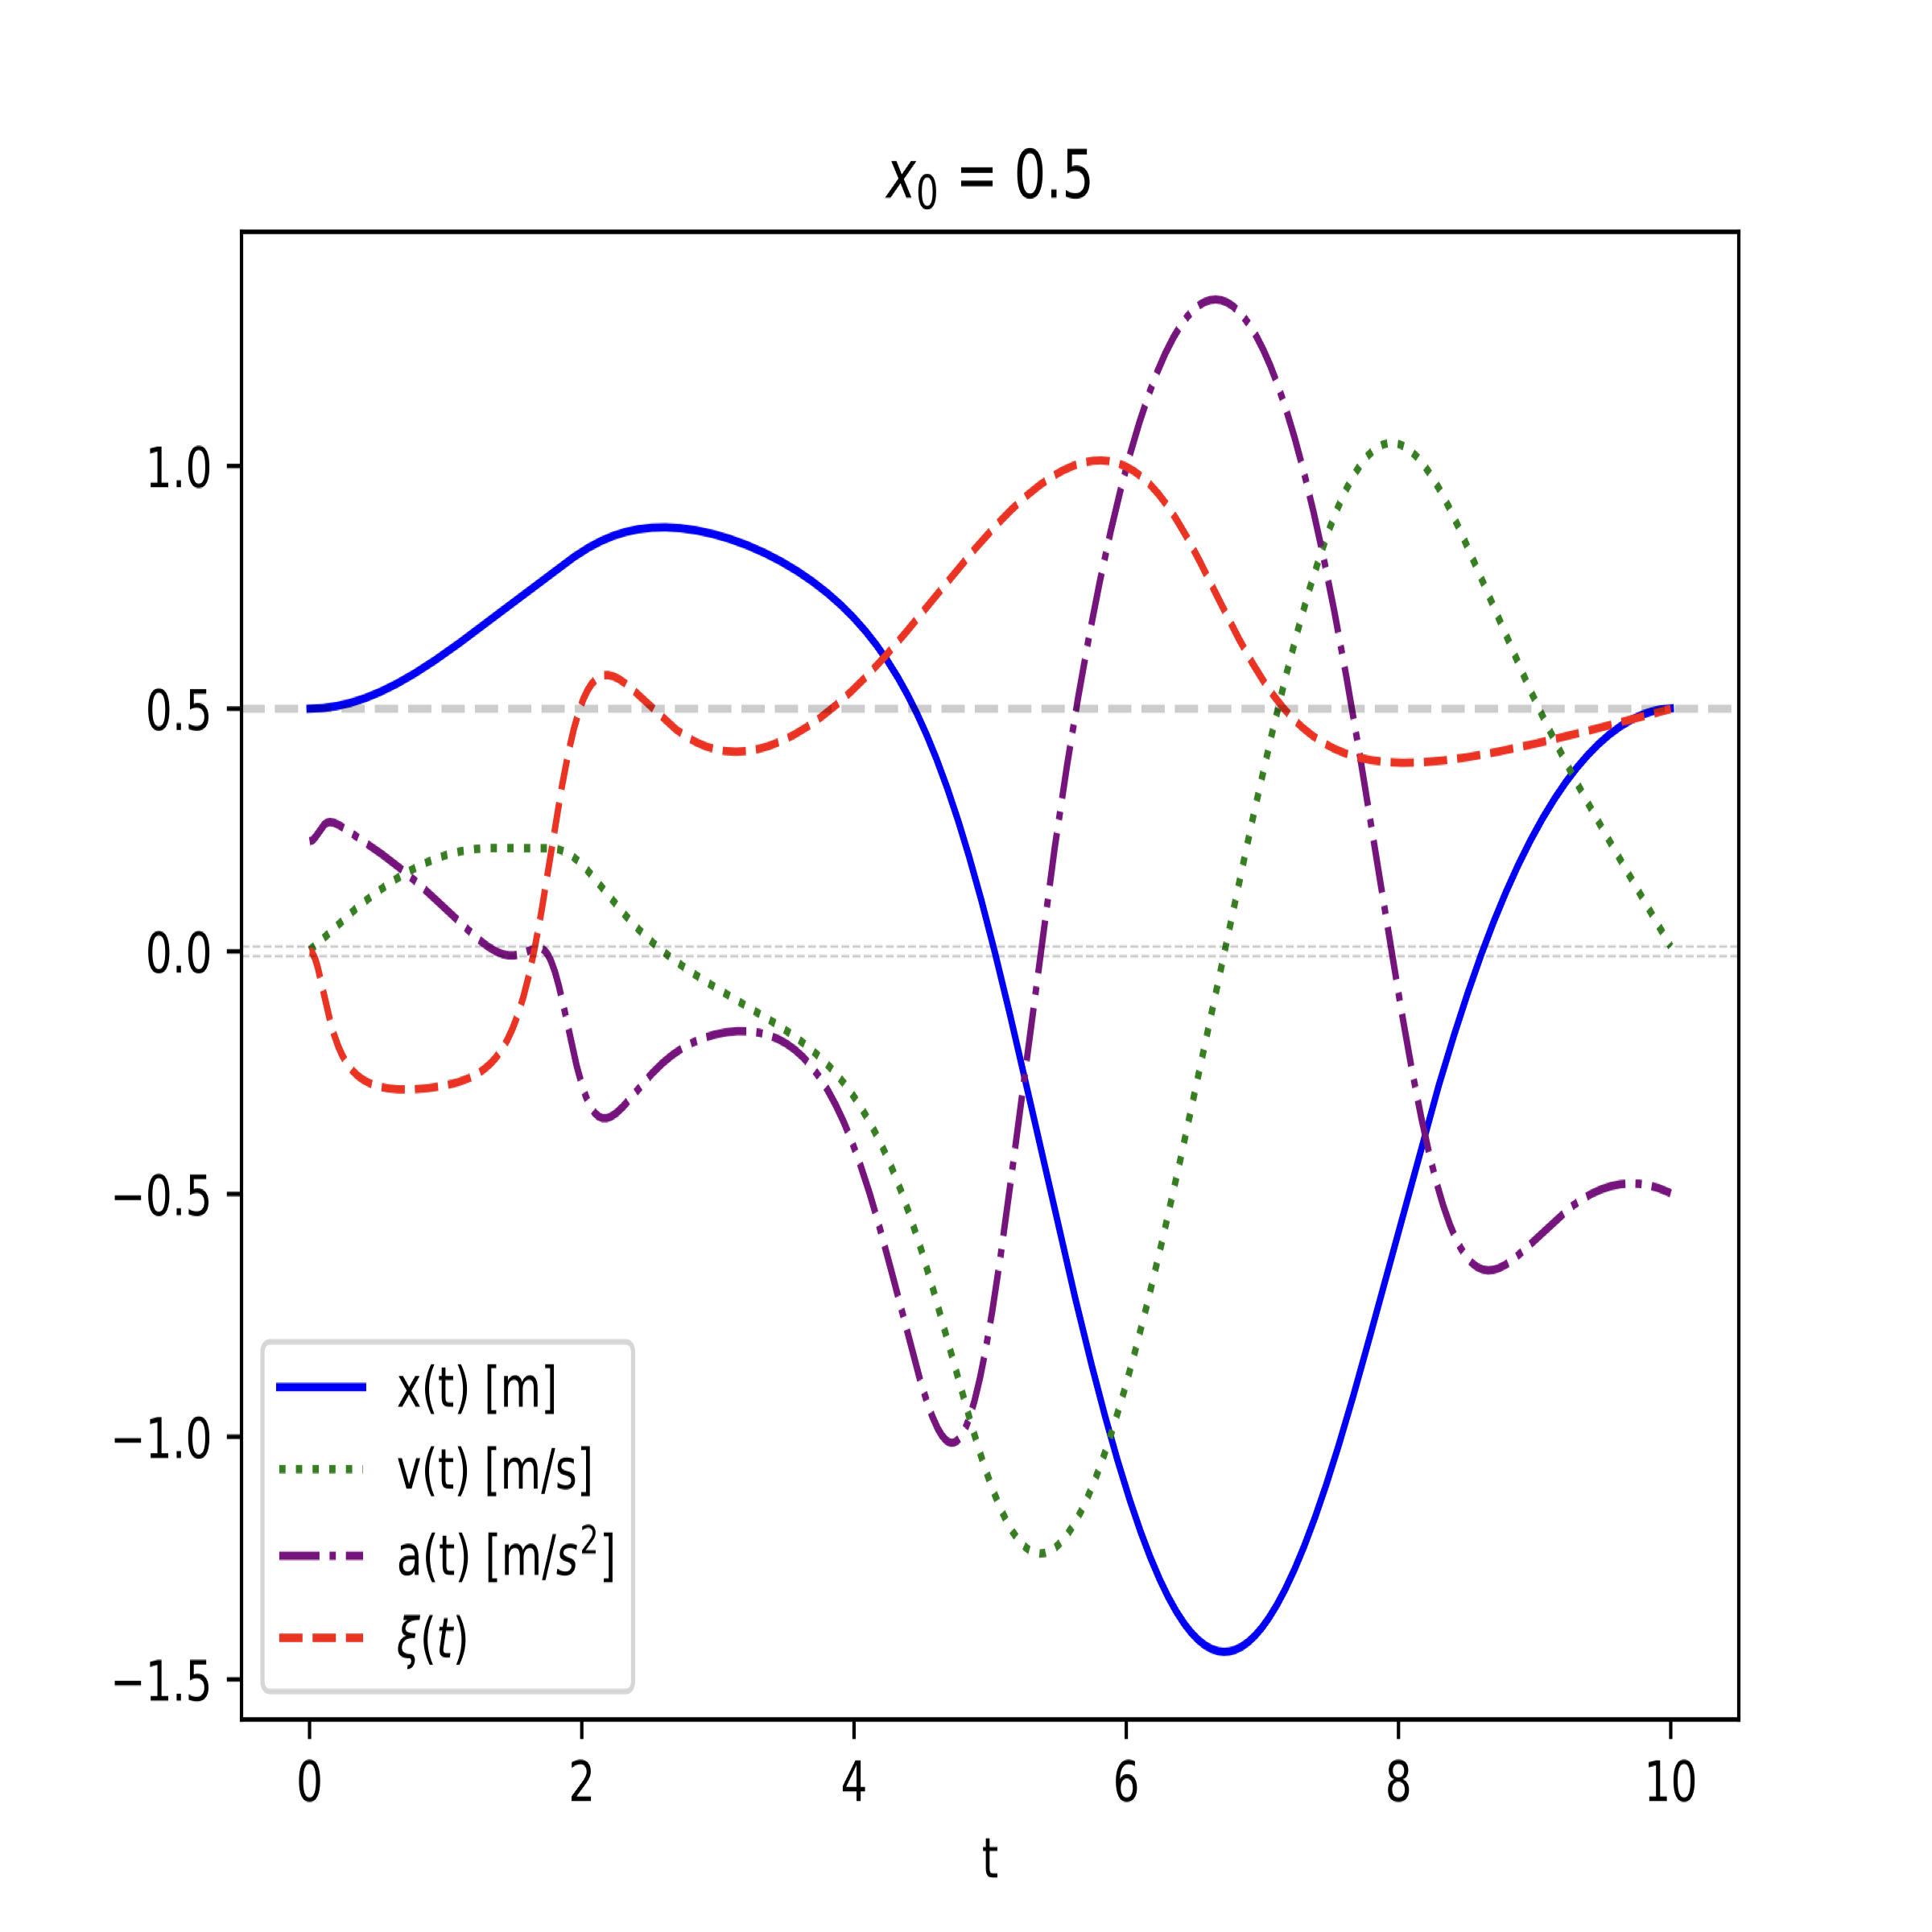 x₀ = 0.5
1.0
0.5
0.0
−0.5
−1.0
−1.5
x(t) [m]
v(t) [m/s]
a(t) [m/s²]
ξ(t)
0 2 4 6 8 10
t